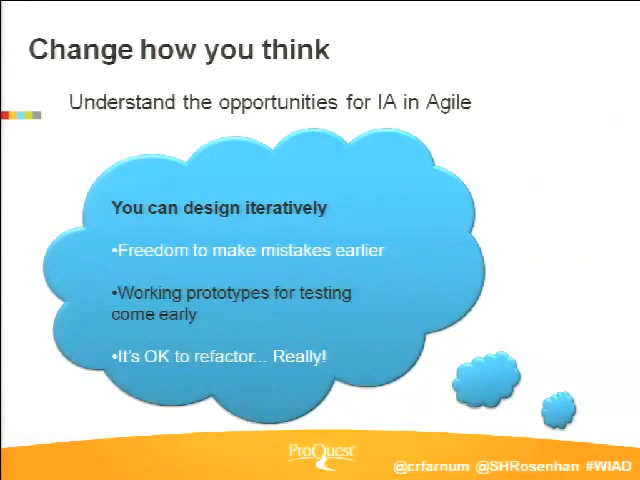 Change how you think
Understand the opportunities for IA in Agile
You can design iteratively
•Freedom to make mistakes earlier
•Working prototypes for testing
come early
•It's OK to refactor... Really!
ProQuest
@crfarnum @SHRosenhan #WIAD